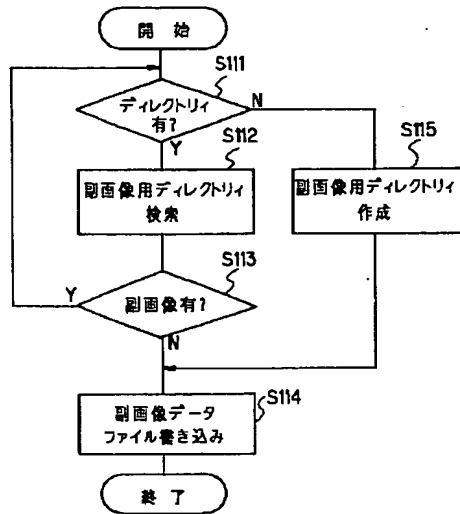 開始
S111
ディレクトリィ
有?
N
Y
S112
S115
副画像用ディレクトリィ
検索
副画像用ディレクトリィ
作成
S113
Y
副画像有?
N
S114
副画像データ
ファイル書き込み
終了